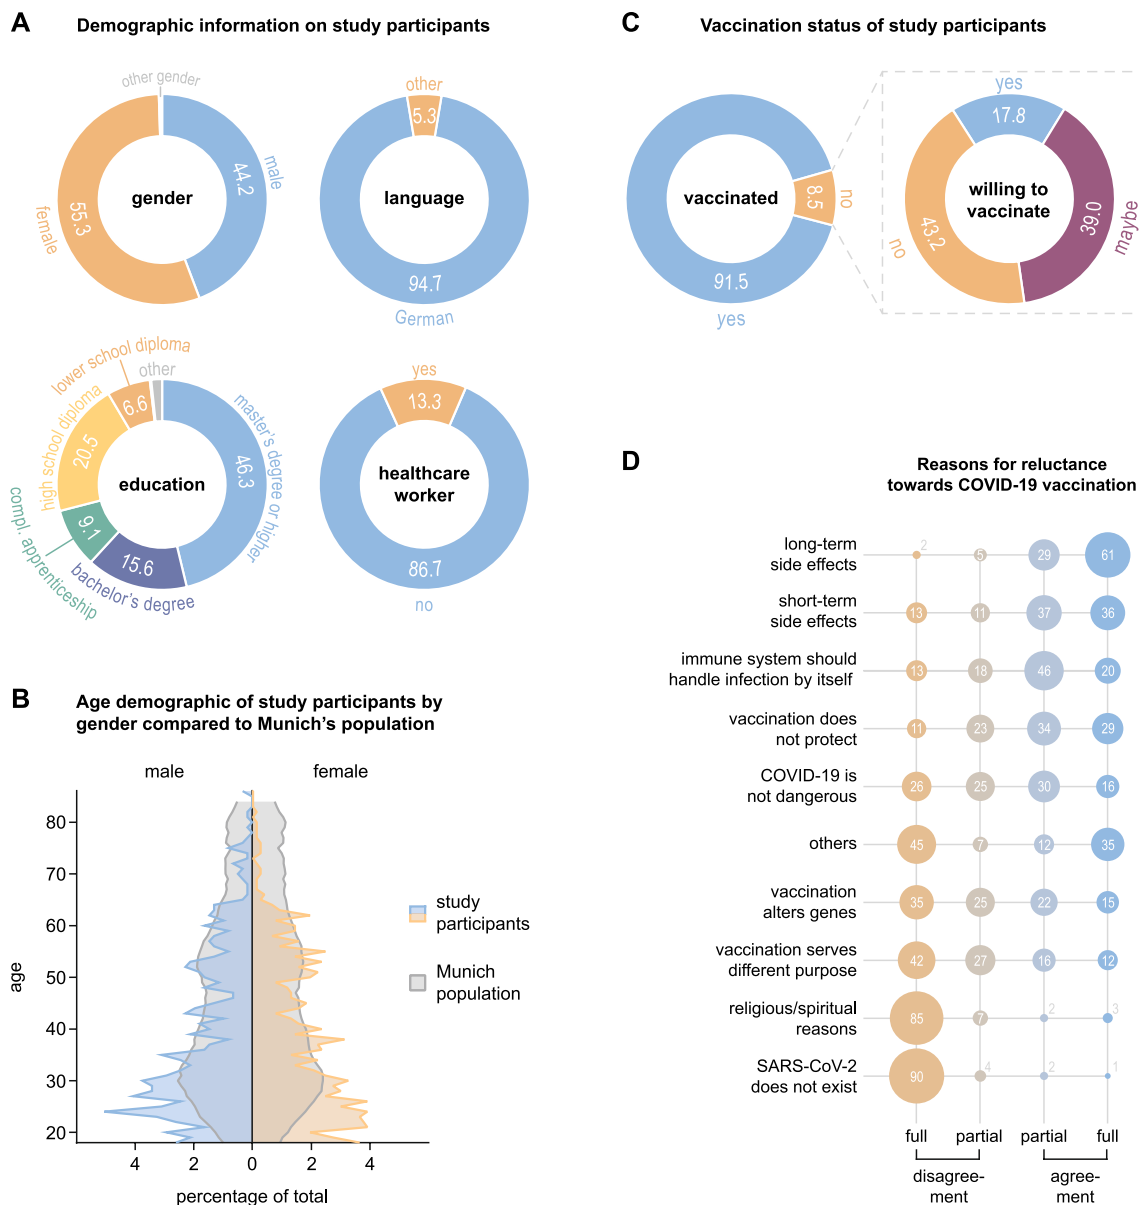 A
Demographic information on study participants
other gender
male
44.2
55.3
female
gender
other
5.3
language
94.7
German
lower school diploma
other
6.6
high school diploma
20.5
master's degree or higher
46.3
education
compl. apprenticeship
9.1
15.6
bachelor's degree
yes
13.3
healthcare
worker
86.7
no
B
Age demographic of study participants by
gender compared to Munich's population
male
female
80
70
60
50
40
30
20
age
4
2
0
2
4
percentage of total
study
participants
Munich
population
C
Vaccination status of study participants
vaccinated
8.5
no
91.5
yes
yes
17.8
willing to
vaccinate
43.2
no
39.0
maybe
D
Reasons for reluctance
towards COVID-19 vaccination
long-term
side effects
2
5
29
61
short-term
side effects
13
11
37
36
immune system should
handle infection by itself
13
18
46
20
vaccination does
not protect
11
23
34
29
COVID-19 is
not dangerous
26
25
30
16
others
45
7
12
35
vaccination
alters genes
35
25
22
15
vaccination serves
different purpose
42
27
16
12
religious/spiritual
reasons
85
7
2
3
SARS-CoV-2
does not exist
90
4
2
1
full
partial
partial
full
disagree-
ment
agree-
ment